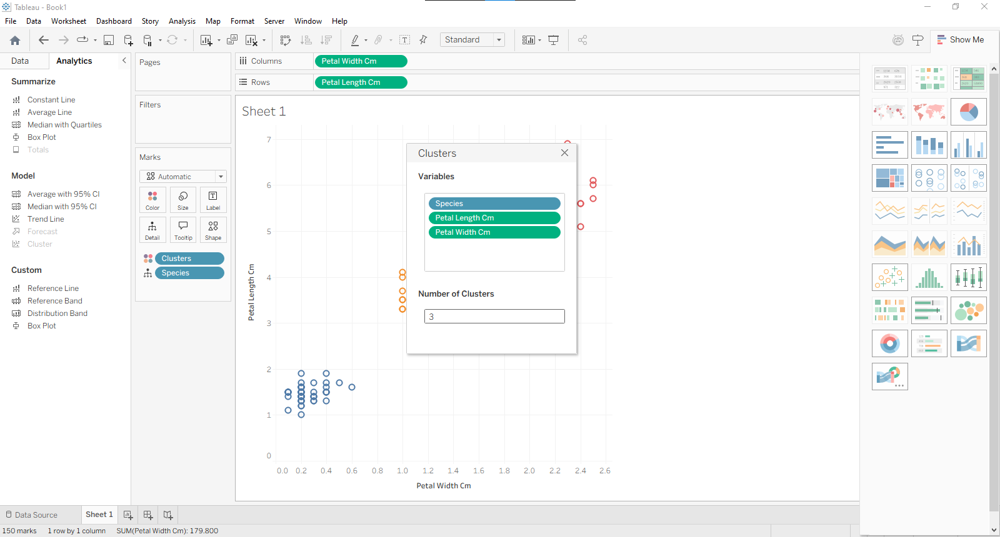 Tableau - Book1
File Data Worksheet Dashboard Story Analysis Map Format Server Window Help
Standard
Show Me
Data Analytics
Summarize
Constant Line
Average Line
Median with Quartiles
Box Plot
Totals
Model
Average with 95% CI
Median with 95% CI
Trend Line
Forecast
Cluster
Custom
Reference Line
Reference Band
Distribution Band
Box Plot
Pages
Filters
Marks
Automatic
Color Size Label
Detail Tooltip Shape
Clusters
Species
Columns Petal Width Cm
Rows Petal Length Cm
Sheet 1
Petal Length Cm
7
6
5
4
3
2
1
0
0.0 0.2 0.4 0.6 0.8 1.0 1.2 1.4 1.6 1.8 2.0 2.2 2.4 2.6
Petal Width Cm
Clusters
Variables
Species
Petal Length Cm
Petal Width Cm
Number of Clusters
3
Data Source Sheet 1
150 marks 1 row by 1 column SUM(Petal Width Cm): 179.800